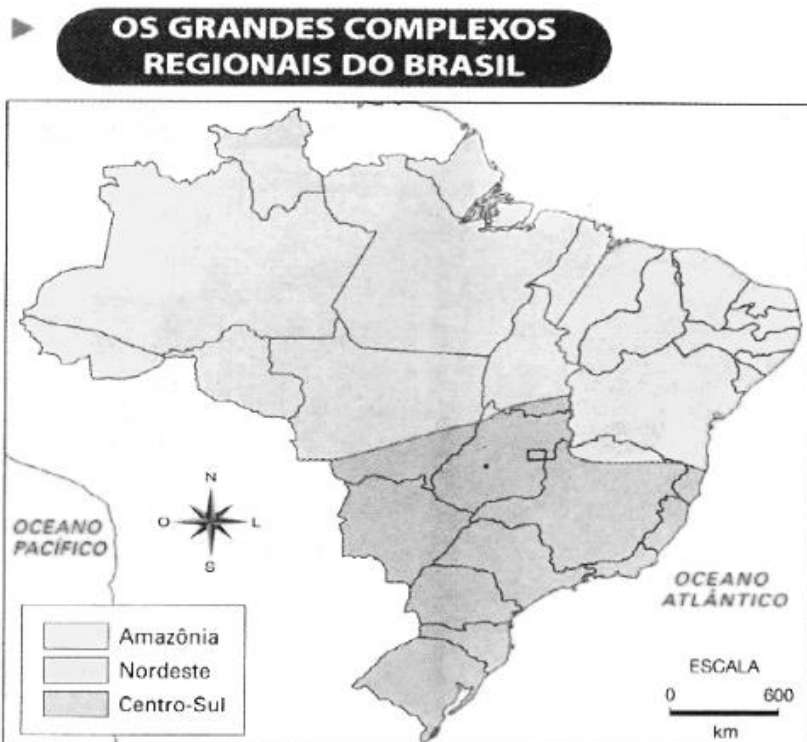 OS GRANDES COMPLEXOS
REGIONAIS DO BRASIL
N
O
L
S
OCEANO
PACÍFICO
OCEANO
ATLÂNTICO
Amazônia
Nordeste
Centro-Sul
ESCALA
0 600
km